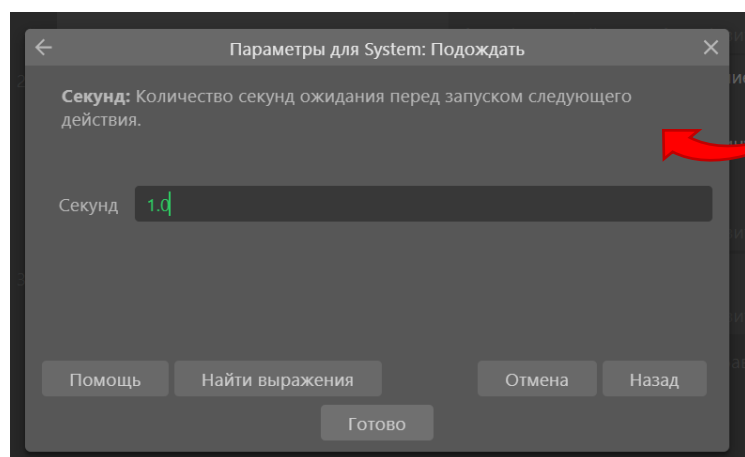 Параметры для System: Подождать
Секунд: Количество секунд ожидания перед запуском следующего
действия.
Секунд 1.0
Помощь Найти выражения Отмена Назад
Готово